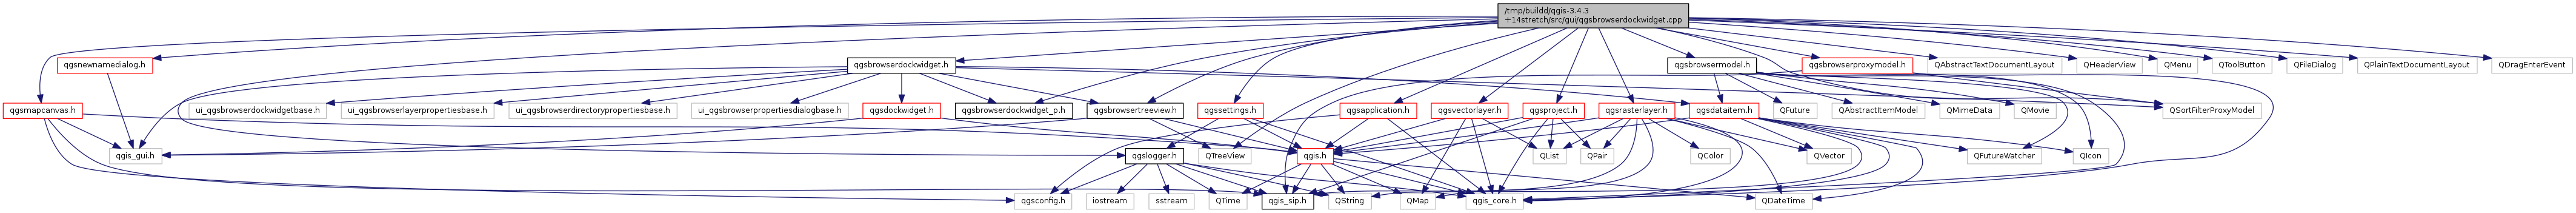 /tmp/buildd/qgis-3.4.3
+14stretch/src/gui/qgsbrowserdockwidget.cpp
qgsnewnamedialog.h
qgsbrowserdockwidget.h
qgsbrowsermodel.h
qgsbrowserproxymodel.h
QAbstractTextDocumentLayout
QHeaderView
QMenu
QToolButton
QFileDialog
QPlainTextDocumentLayout
QDragEnterEvent
qgsmapcanvas.h
ui_qgsbrowserdockwidgetbase.h
ui_qgsbrowserlayerpropertiesbase.h
ui_qgsbrowserdirectorypropertiesbase.h
ui_qgsbrowserpropertiesdialogbase.h
qgsdockwidget.h
qgsbrowserdockwidget_p.h
qgsbrowsertreeview.h
qgssettings.h
qgsapplication.h
qgsvectorlayer.h
qgsproject.h
qgsrasterlayer.h
qgsdataitem.h
QFuture
QAbstractItemModel
QMimeData
QMovie
QSortFilterProxyModel
qgis_gui.h
qgslogger.h
QTreeView
qgis.h
QList
QPair
QColor
QVector
QFutureWatcher
QIcon
qgsconfig.h
iostream
sstream
QTime
qgis_sip.h
QString
QMap
qgis_core.h
QDateTime